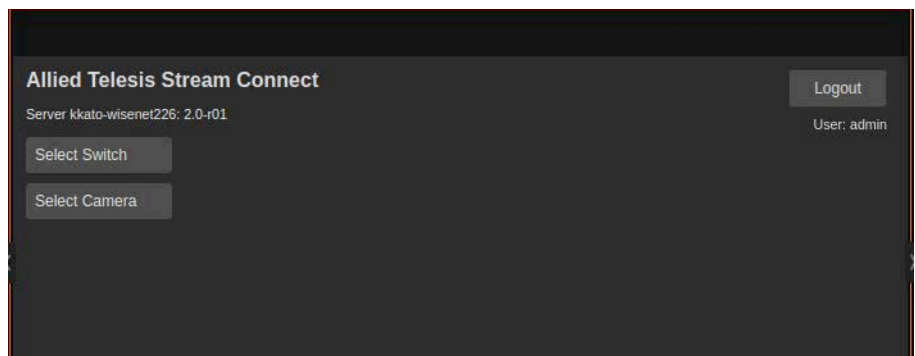 Allied Telesis Stream Connect
Logout
Server kkato-wisenet226: 2.0-r01
User: admin
Select Switch
Select Camera